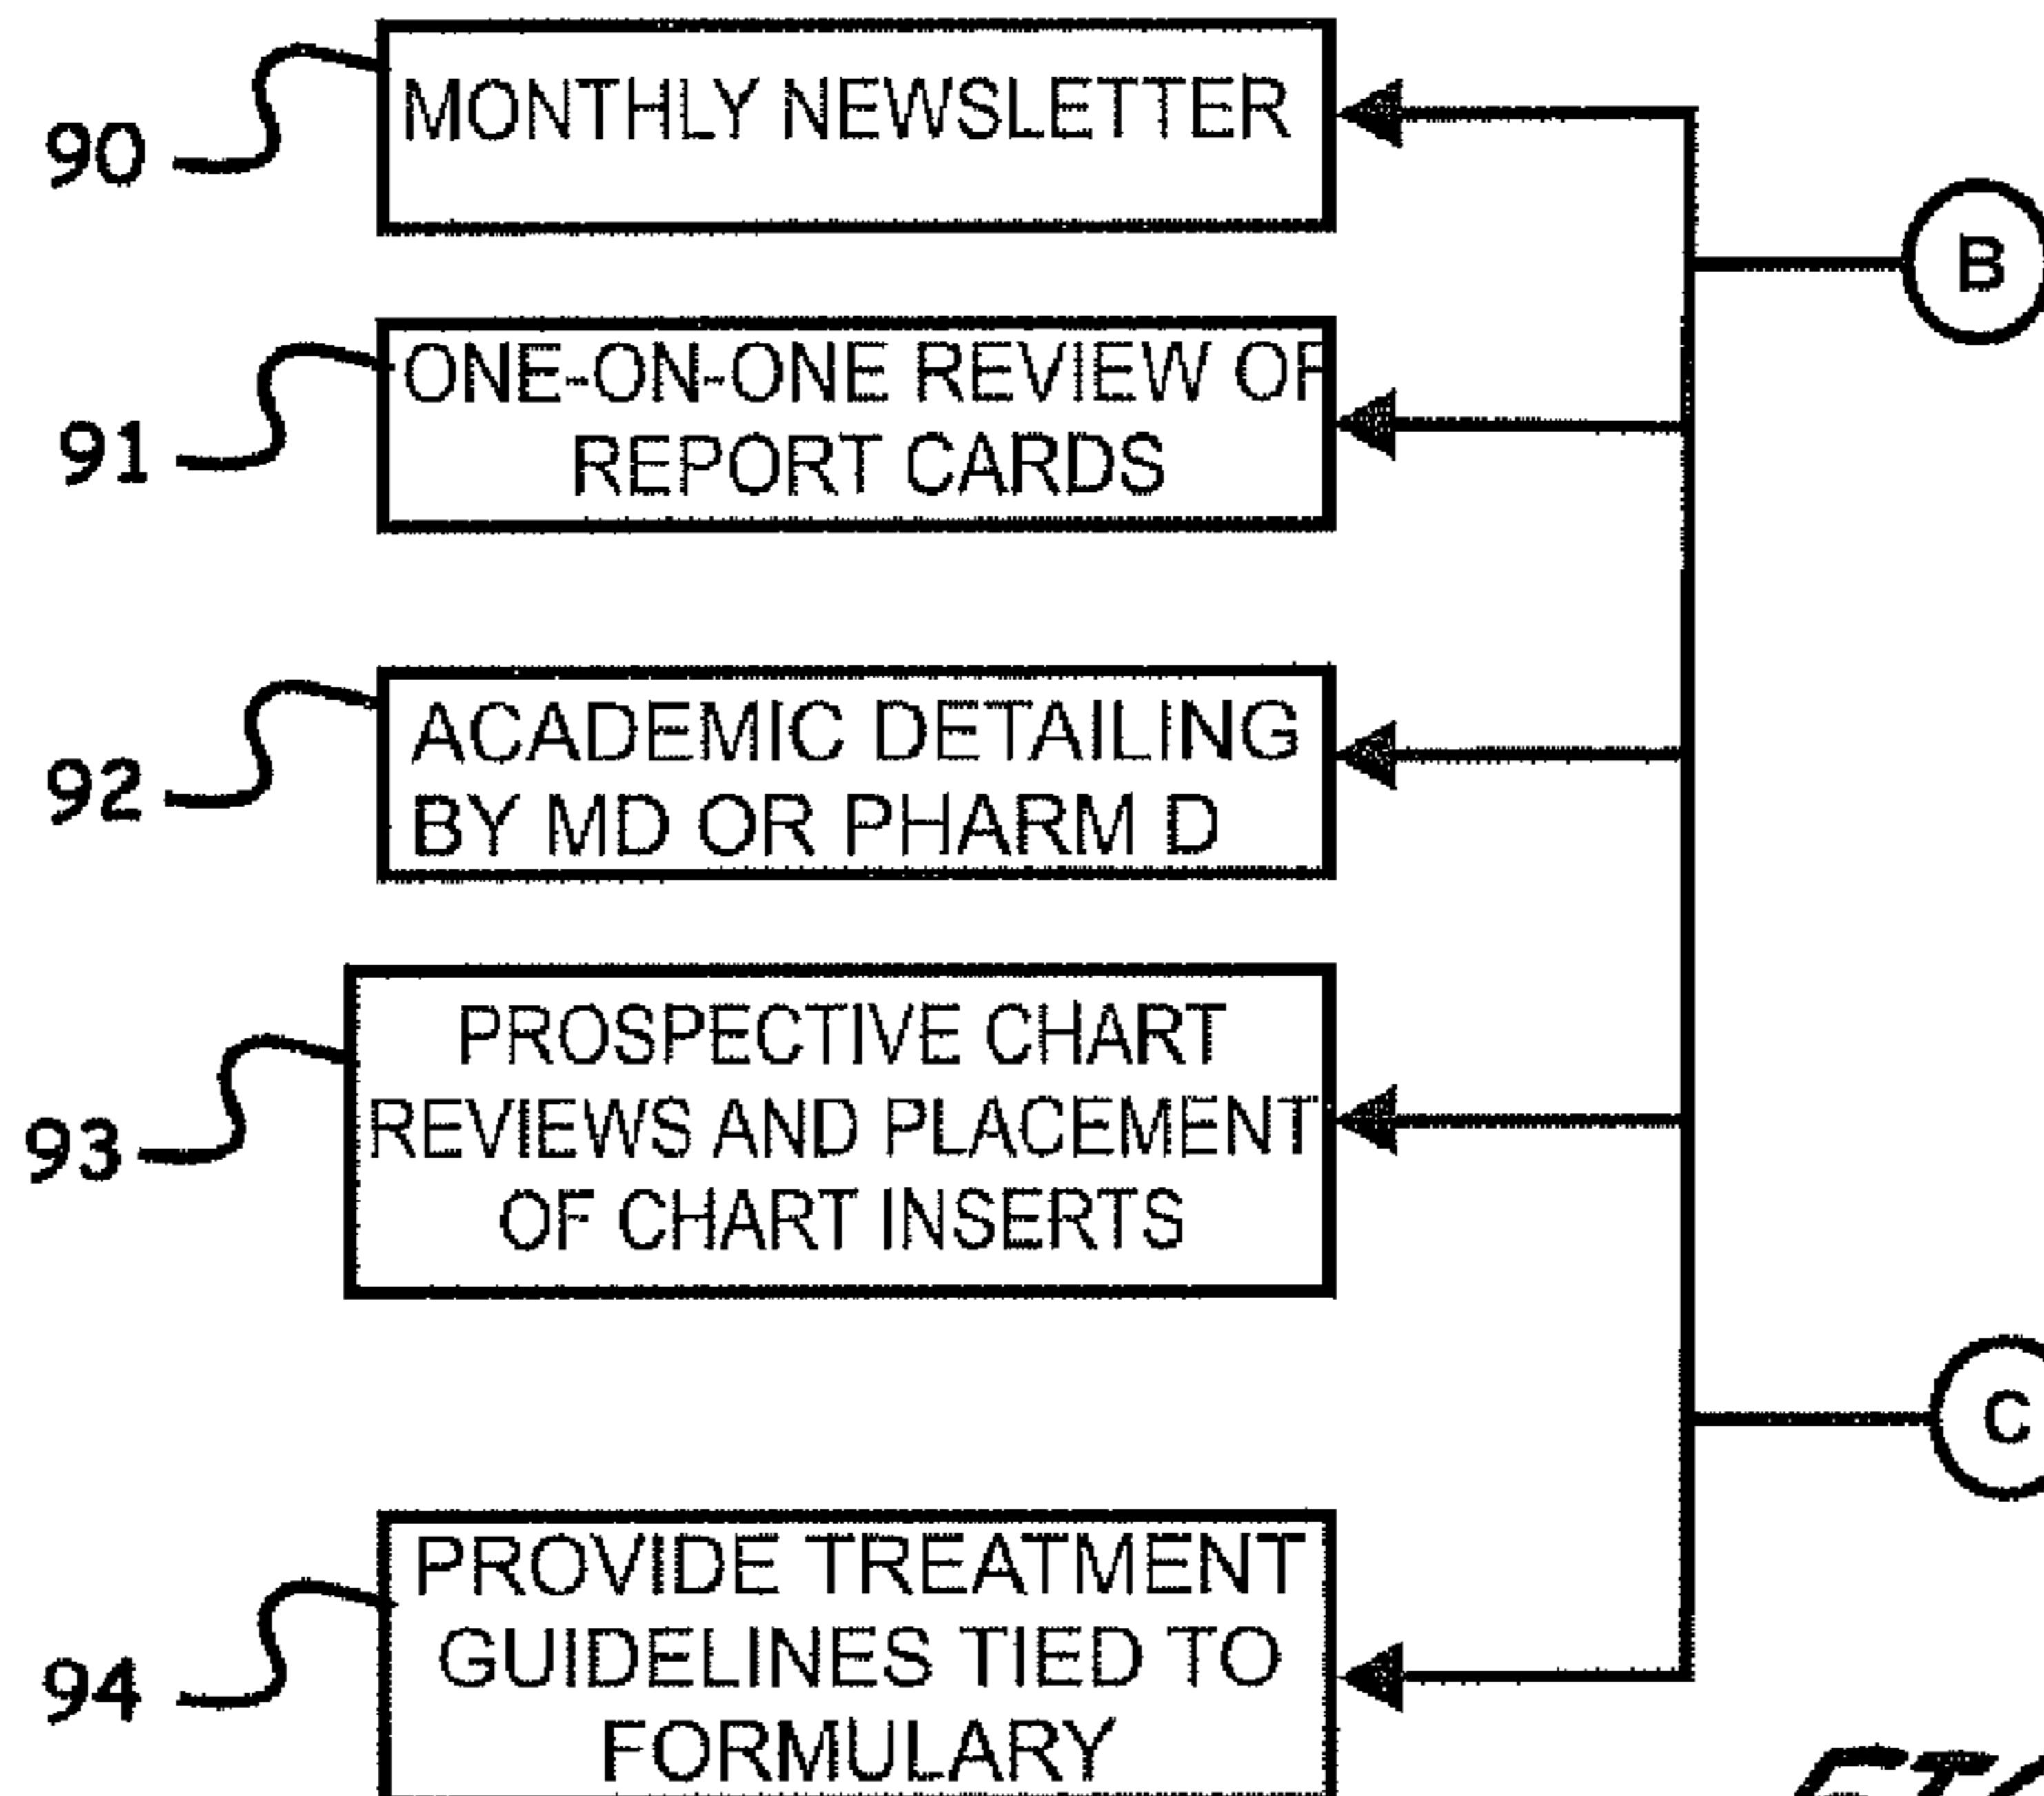 90
MONTHLY NEWSLETTER
B
91
ONE-ON-ONE REVIEW OF
REPORT CARDS
92
ACADEMIC DETAILING
BY MD OR PHARM D
93
PROSPECTIVE CHART
REVIEWS AND PLACEMENT
OF CHART INSERTS
C
94
PROVIDE TREATMENT
GUIDELINES TIED TO
FORMULARY